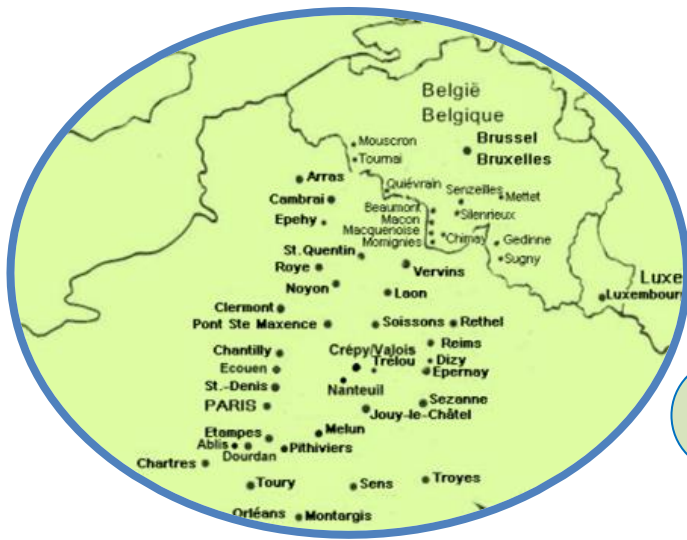 België
Belgique
Brussel
Bruxelles
Mouscron
Tournai
Arras
Quiévrain
Senzeilles
Mettet
Cambrai
Beaumont
Silenrieux
Epehy
Macon
Macquenoise
Momignies
Chimay
Gedinne
St.Quentin
Sugny
Roye
Vervins
Luxe
Noyon
Laon
Luxembour
Clermont
Pont Ste Maxence
Soissons
Rethel
Reims
Chantilly
Crépy/Valois
Trélou
Dizy
Ecouen
Epernay
St.-Denis
Nanteuil
PARIS
Sezanne
Jouy-le-Châtel
Etampes
Melun
Ablis
Pithiviers
Dourdan
Chartres
Toury
Sens
Troyes
Orléans
Montargis